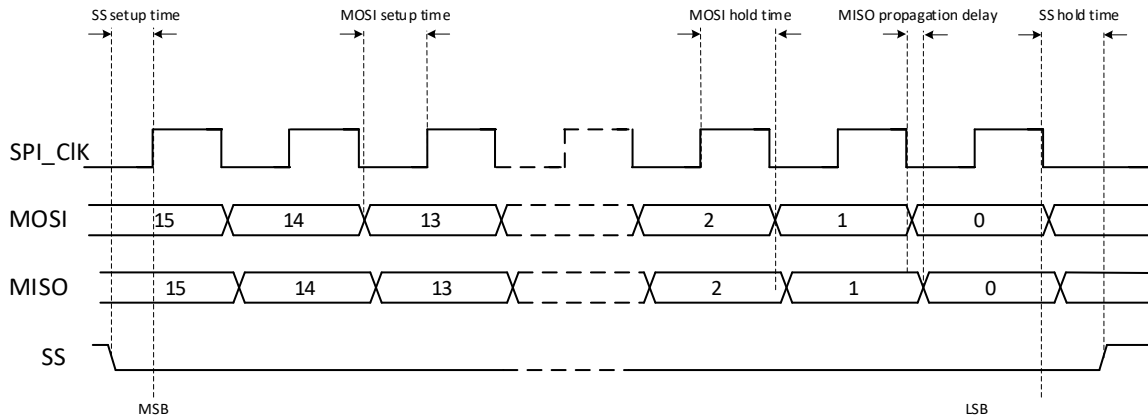 SS setup time MOSI setup time MOSI hold time MISO propagation delay SS hold time
SPI_ClK
MOSI 15 14 13 2 1 0
MISO 15 14 13 2 1 0
SS
MSB LSB